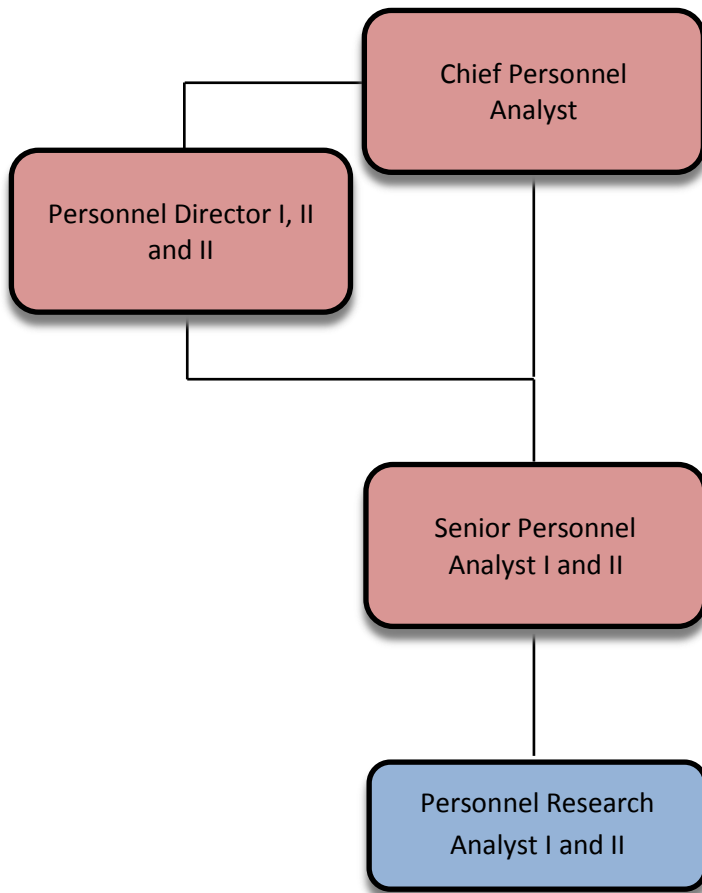 Chief Personnel
Analyst
Personnel Director I, II
and II
Senior Personnel
Analyst I and II
Personnel Research
Analyst I and II